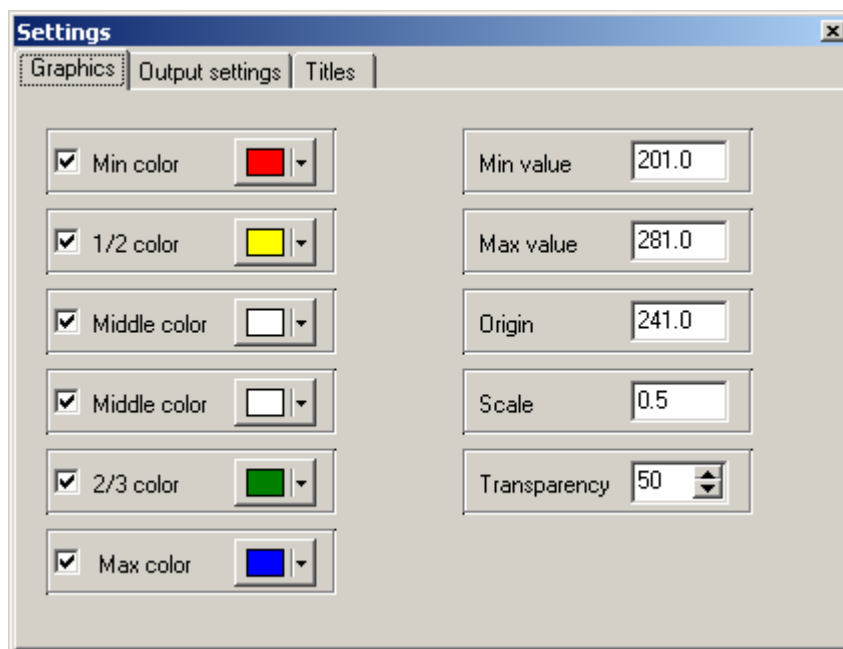 Settings
Graphics Output settings Titles
Min color
1/2 color
Middle color
Middle color
2/3 color
Max color
Min value 201.0
Max value 281.0
Origin 241.0
Scale 0.5
Transparency 50